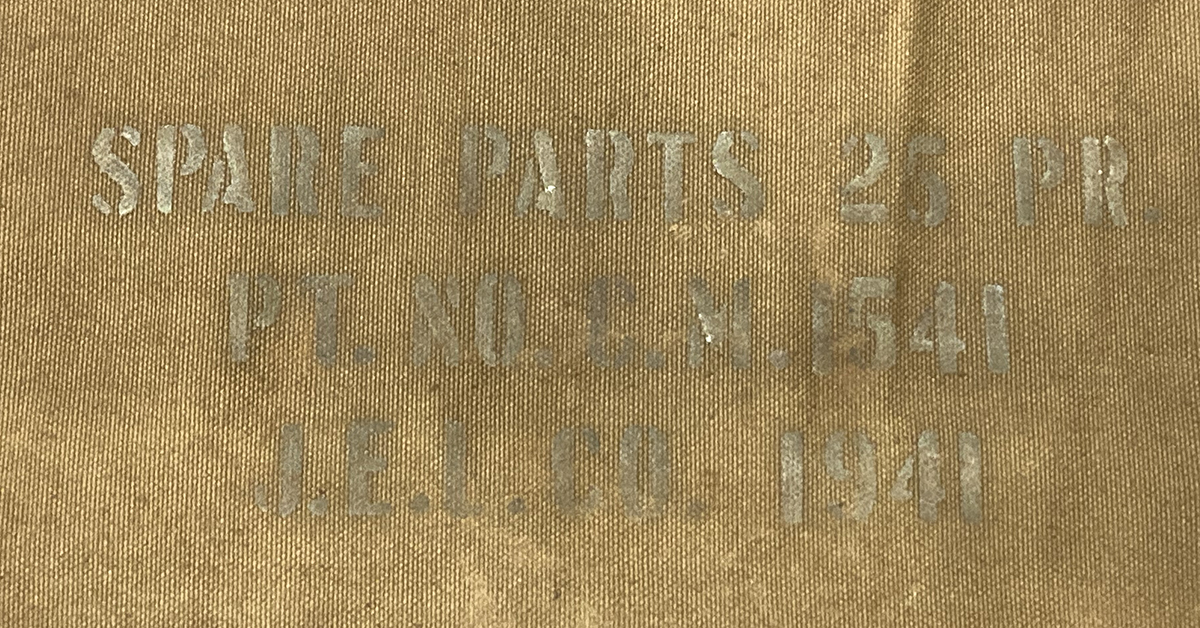 SPARE PARTS 25 PR.
PT. NO. C.M. 1541
J.E.L. CO. 1941